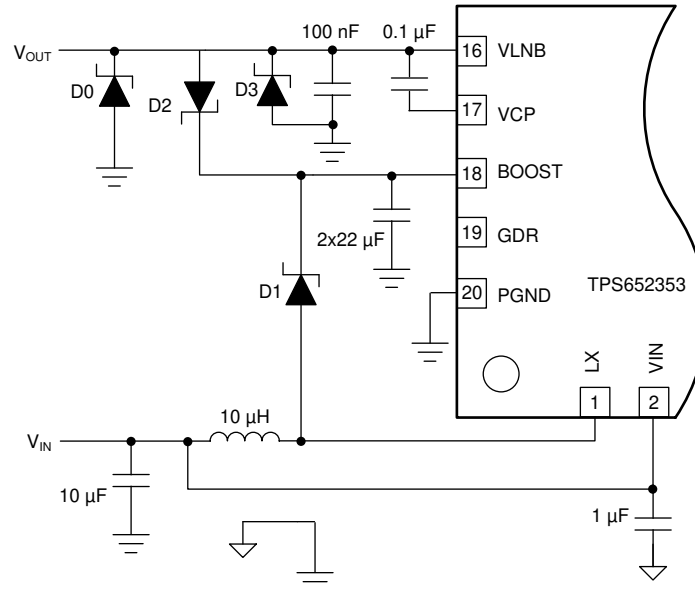 100 nF
0.1 µF
VOUT
16 VLNB
D0
D2
D3
17 VCP
18 BOOST
2x22 µF
19 GDR
D1
20 PGND
TPS652353
LX
VIN
1
2
10 µH
VIN
10 µF
1 µF